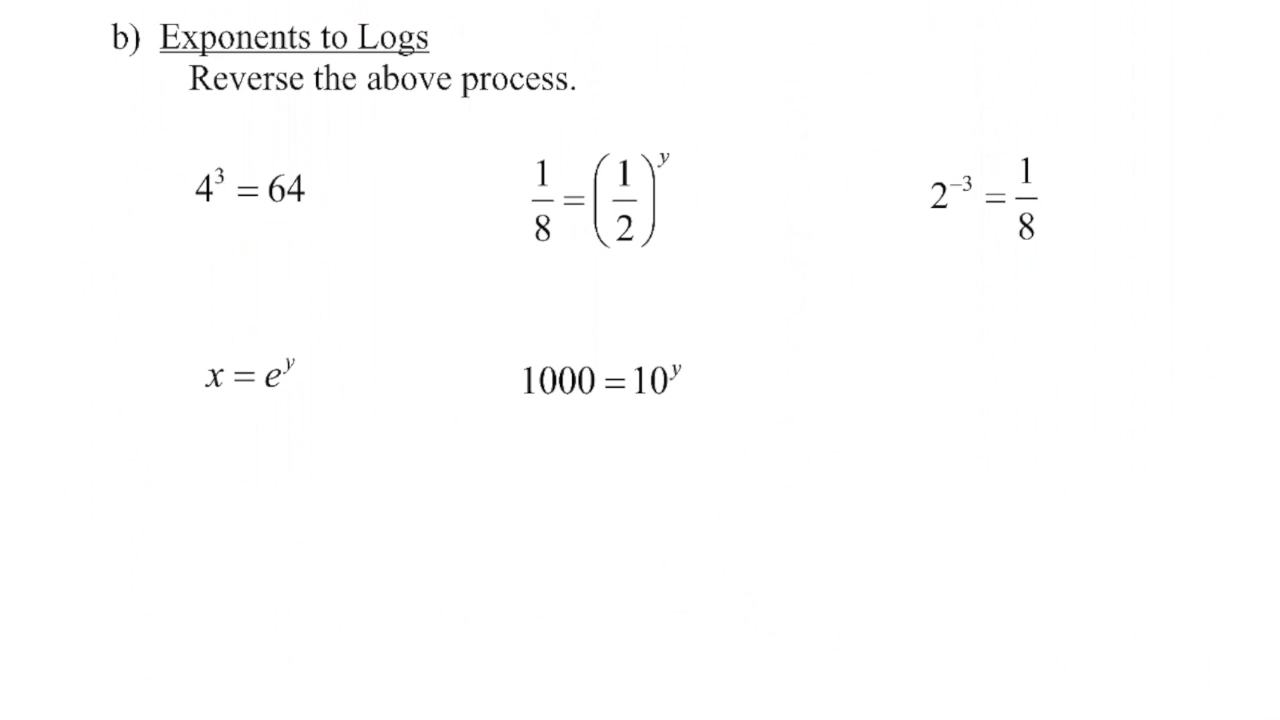 b) Exponents to Logs
Reverse the above process.
4³ = 64
1/8 = (1/2)^y
2⁻³ = 1/8
x = e^y
1000 = 10^y